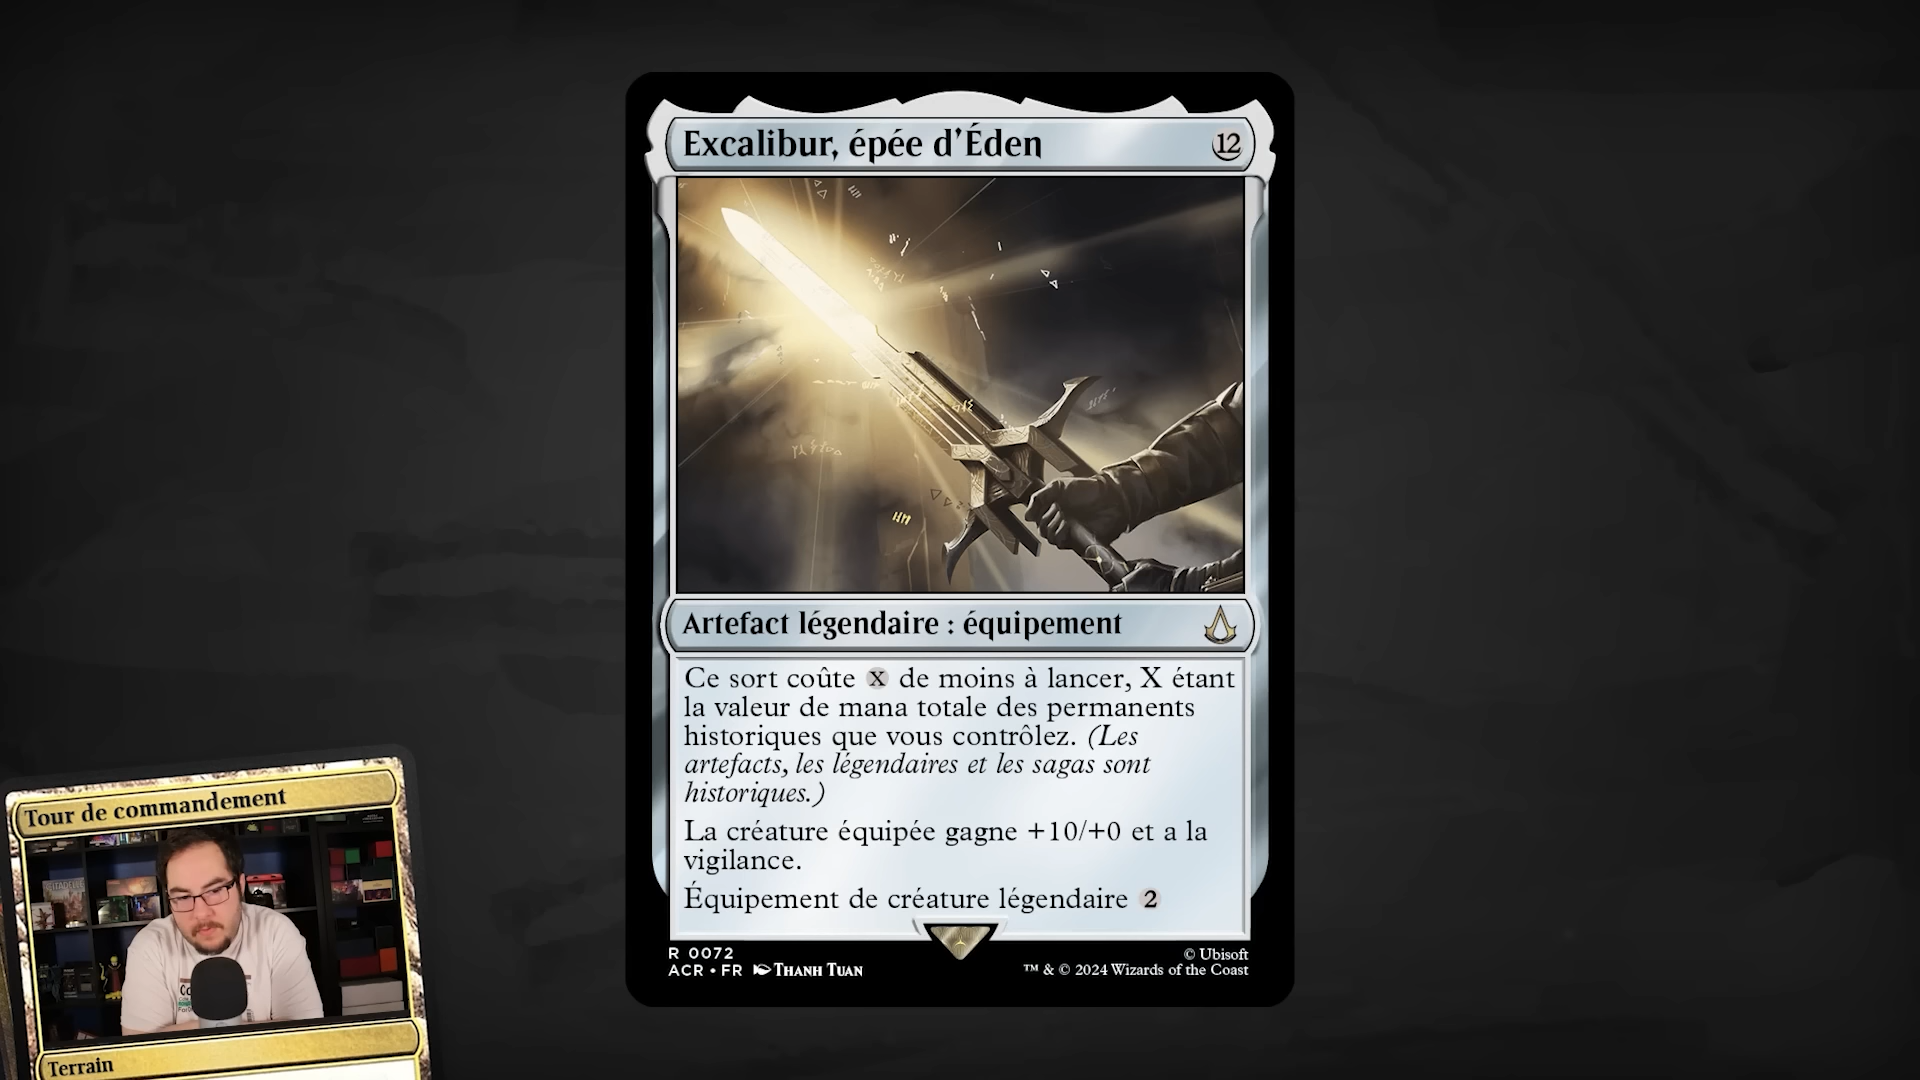 Excalibur, épée d'Éden
12
Artefact légendaire : équipement
Ce sort coûte X de moins à lancer, X étant
la valeur de mana totale des permanents
historiques que vous contrôlez. (Les
artefacts, les légendaires et les sagas sont
historiques.)
La créature équipée gagne +10/+0 et a la
vigilance.
Équipement de créature légendaire 2
R 0072
ACR • FR THANH TUAN
© Ubisoft
™ & © 2024 Wizards of the Coast
Tour de commandement
Terrain